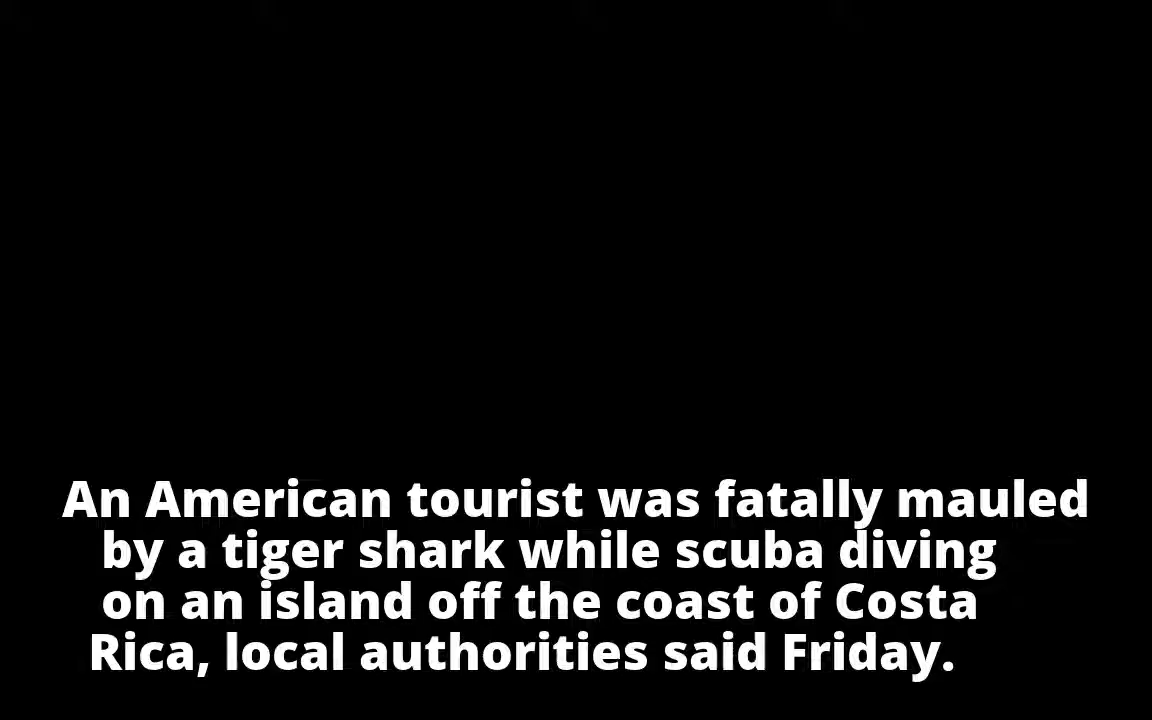 An American tourist was fatally mauled
by a tiger shark while scuba diving
on an island off the coast of Costa
Rica, local authorities said Friday.